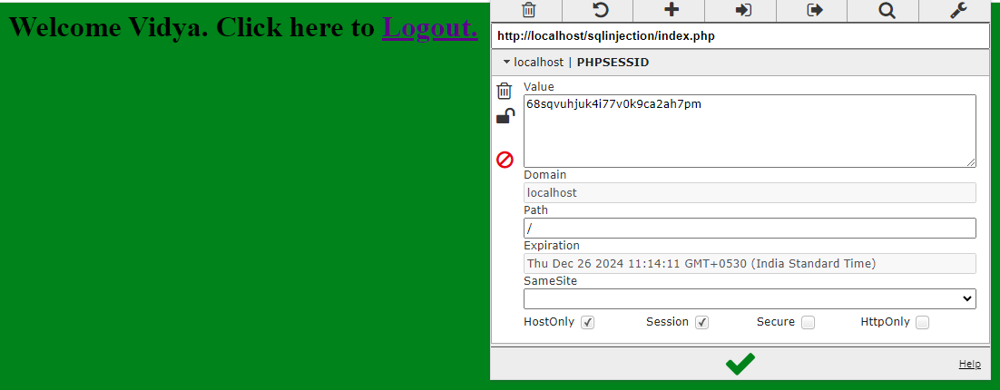 Welcome Vidya. Click here to Logout.
http://localhost/sqlinjection/index.php
localhost | PHPSESSID
Value
68sqvuhjuk4i77v0k9ca2ah7pm
Domain
localhost
Path
/
Expiration
Thu Dec 26 2024 11:14:11 GMT+0530 (India Standard Time)
SameSite
HostOnly Session Secure HttpOnly
Help